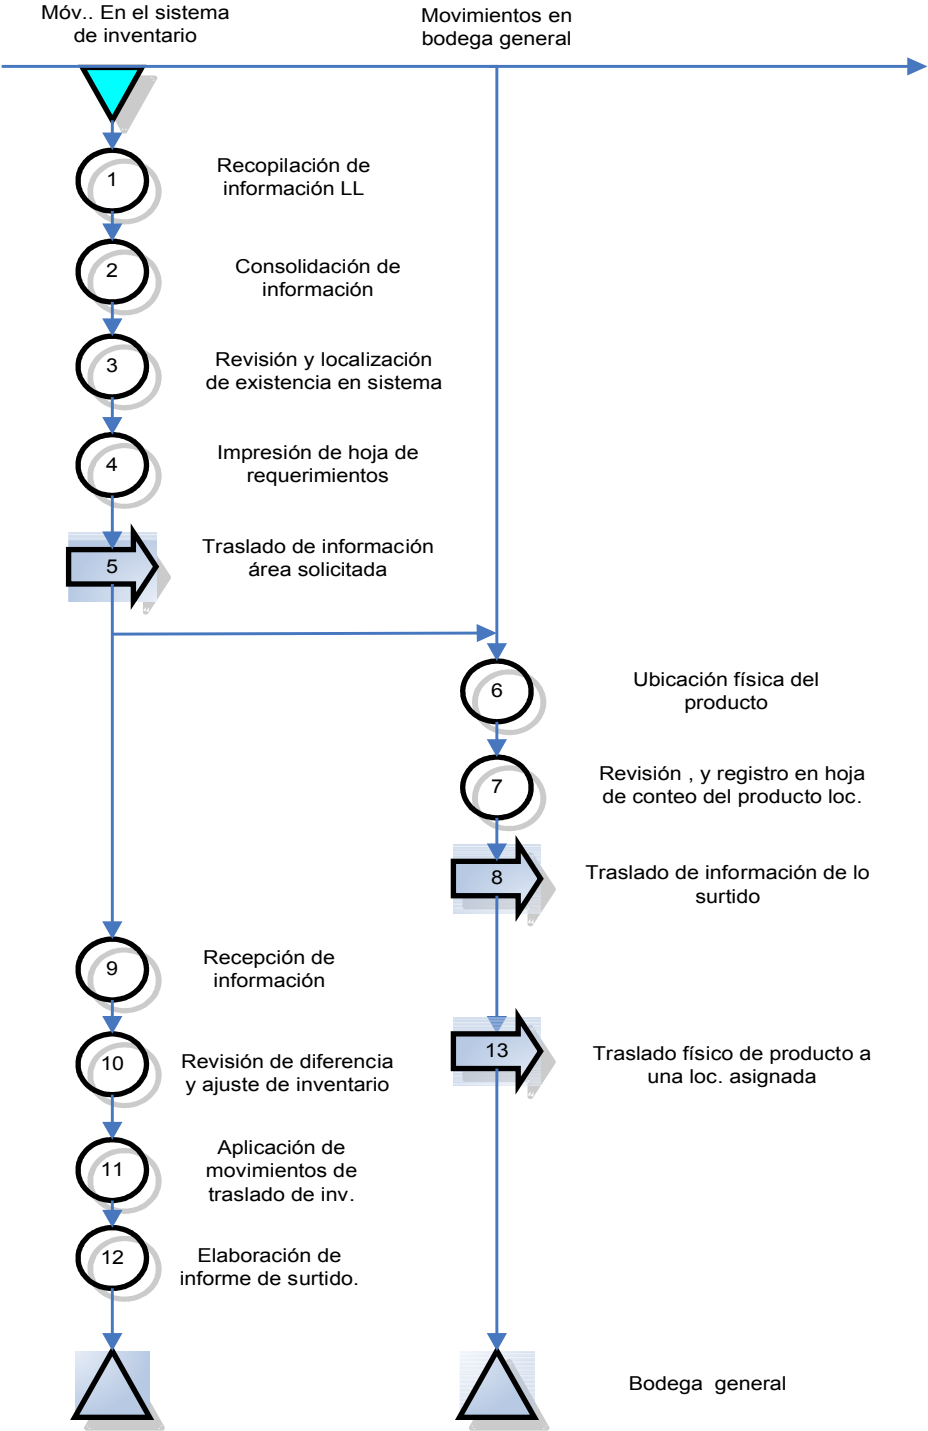 Móv.. En el sistema
de inventario
Movimientos en
bodega general
1
Recopilación de
información LL
2
Consolidación de
información
3
Revisión y localización
de existencia en sistema
4
Impresión de hoja de
requerimientos
5
Traslado de información
área solicitada
6
Ubicación física del
producto
7
Revisión , y registro en hoja
de conteo del producto loc.
8
Traslado de información de lo
surtido
9
Recepción de
información
10
Revisión de diferencia
y ajuste de inventario
13
Traslado físico de producto a
una loc. asignada
11
Aplicación de
movimientos de
traslado de inv.
12
Elaboración de
informe de surtido.
Bodega general